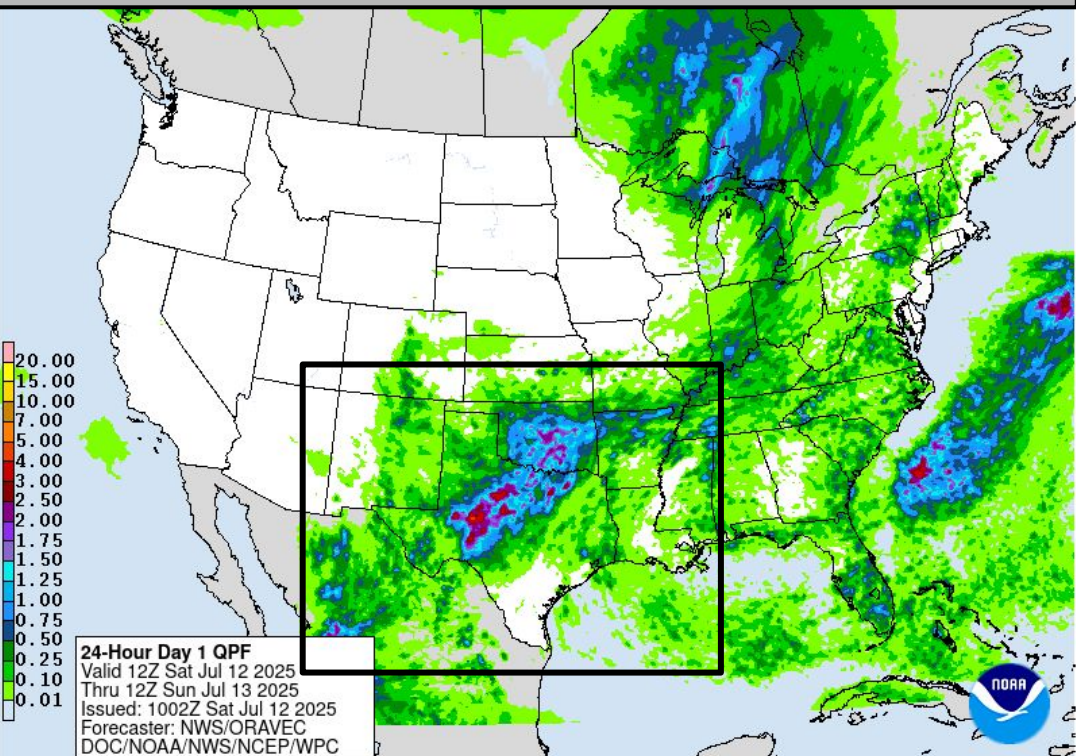 20.00
15.00
10.00
7.00
5.00
4.00
3.00
2.50
2.00
1.75
1.50
1.25
1.00
0.75
0.50
0.25
0.10
0.01
24-Hour Day 1 QPF
Valid 12Z Sat Jul 12 2025
Thru 12Z Sun Jul 13 2025
Issued: 1002Z Sat Jul 12 2025
Forecaster: NWS/ORAVEC
DOC/NOAA/NWS/NCEP/WPC
NOAA